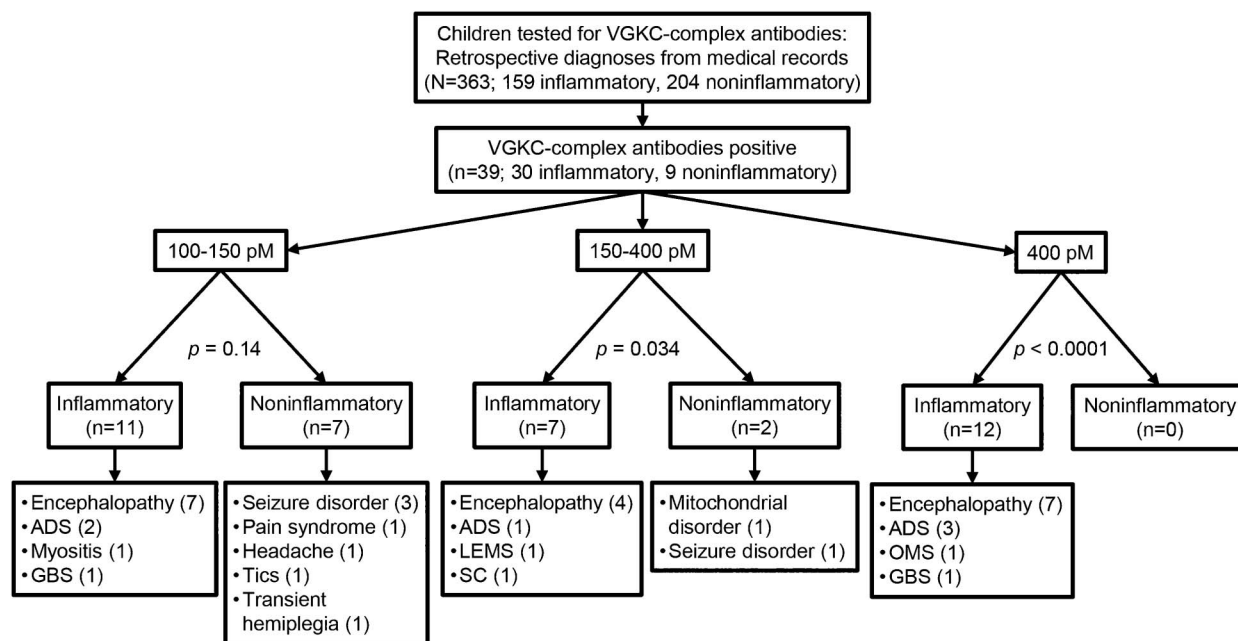 Children tested for VGKC-complex antibodies:
Retrospective diagnoses from medical records
(N=363; 159 inflammatory, 204 noninflammatory)
VGKC-complex antibodies positive
(n=39; 30 inflammatory, 9 noninflammatory)
100-150 pM
150-400 pM
400 pM
p = 0.14
p = 0.034
p < 0.0001
Inflammatory
(n=11)
Noninflammatory
(n=7)
Inflammatory
(n=7)
Noninflammatory
(n=2)
Inflammatory
(n=12)
Noninflammatory
(n=0)
• Encephalopathy (7)
• ADS (2)
• Myositis (1)
• GBS (1)
• Seizure disorder (3)
• Pain syndrome (1)
• Headache (1)
• Tics (1)
• Transient
hemiplegia (1)
• Encephalopathy (4)
• ADS (1)
• LEMS (1)
• SC (1)
• Mitochondrial
disorder (1)
• Seizure disorder (1)
• Encephalopathy (7)
• ADS (3)
• OMS (1)
• GBS (1)